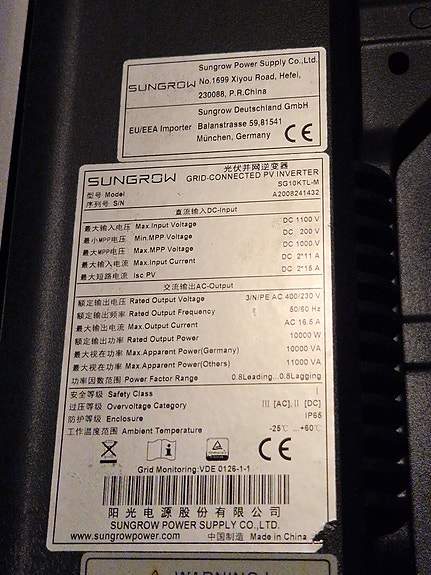 SUNGROW
Sungrow Power Supply Co.,Ltd.
No.1699 Xiyou Road, Hefei,
230088, P.R.China
EU/EEA Importer
Sungrow Deutschland GmbH
Balanstrasse 59,81541
München, Germany
CE
SUNGROW
光伏并网逆变器
GRID-CONNECTED PV INVERTER
型号 Model SG10KTL-M
序列号 S/N A2008241432
直流输入DC-Input
最大输入电压 Max.Input Voltage DC 1100 V
最小MPP电压 Min.MPP Voltage DC 200 V
最大MPP电压 Max.MPP Voltage DC 1000 V
最大输入电流 Max.Input Current DC 2*11 A
最大短路电流 Isc PV DC 2*15 A
交流输出AC-Output
额定输出电压 Rated Output Voltage 3/N/PE AC 400/230 V
额定输出频率 Rated Output Frequency 50/60 Hz
最大输出电流 Max.Output Current AC 16.5 A
额定输出功率 Rated Output Power 10000 W
最大视在功率 Max.Apparent Power(Germany) 10000 VA
最大视在功率 Max.Apparent Power(Others) 11000 VA
功率因数范围 Power Factor Range 0.8Leading...0.8Lagging
安全等级 Safety Class I
过压等级 Overvoltage Category III [AC],II [DC]
防护等级 Enclosure IP65
工作温度范围 Ambient Temperature -25℃ ...+60℃
CE
Grid Monitoring:VDE 0126-1-1
阳光电源股份有限公司
SUNGROW POWER SUPPLY CO.,LTD.
www.sungrowpower.com 中国制造 Made in China
WARNING!